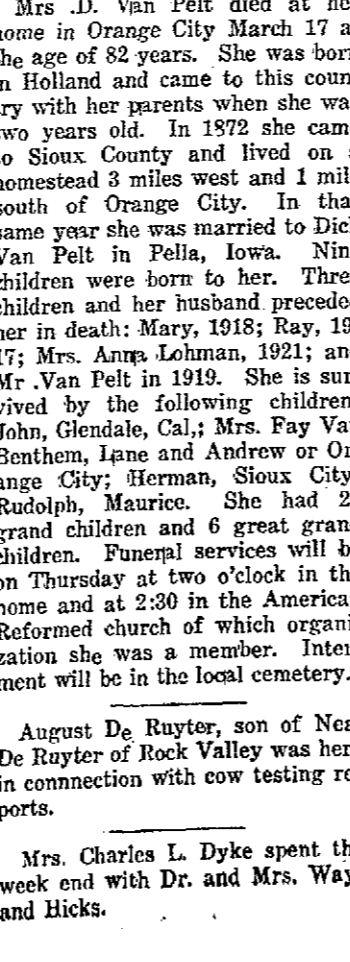 Mrs .D. Van Pelt died at he
ome in Orange City March 17 a
he age of 82 years. She was born
n Holland and came to this coun
ry with her parents when she wa
two years old. In 1872 she cam
o Sioux County and lived on a
homestead 3 miles west and 1 mil
south of Orange City. In tha
same year she was married to Dic
Van Pelt in Pella, Iowa. Nin
children were born to her. Thre
children and her husband precede
her in death: Mary, 1918; Ray, 19
17; Mrs. Anna Lohman, 1921; an
Mr .Van Pelt in 1919. She is sur
vived by the following children
John, Glendale, Cal,; Mrs. Fay Va
Benthem, Lane and Andrew or Or
ange City; Herman, Sioux City
Rudolph, Maurice. She had 2
grand children and 6 great gran
children. Funeral services will b
on Thursday at two o'clock in th
home and at 2:30 in the America
Reformed church of which organi
zation she was a member. Inter
ment will be in the local cemetery.
August De Ruyter, son of Nea
De Ruyter of Rock Valley was her
in connnection with cow testing re
ports.
Mrs. Charles L. Dyke spent th
week end with Dr. and Mrs. Way
and Hicks.